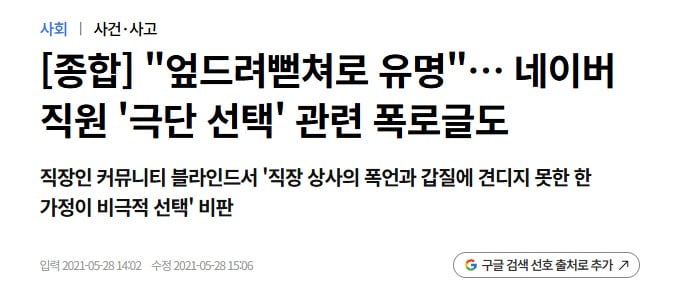 사회 | 사건·사고
[종합] "엎드려뻗쳐로 유명"… 네이버
직원 '극단 선택' 관련 폭로글도
직장인 커뮤니티 블라인드서 '직장 상사의 폭언과 갑질에 견디지 못한 한
가정이 비극적 선택' 비판
입력 2021-05-28 14:02 수정 2021-05-28 15:06
구글 검색 선호 출처로 추가 ↗